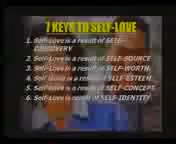 7 KEYS TO SELF-LOVE
1. Self-Love is a result of SELF-
DISCOVERY
2. Self-Love is a result of SELF-SOURCE
3. Self-Love is a result of SELF-WORTH
4. Self-Love is a result of SELF-ESTEEM
5. Self-Love is a result of SELF-CONCEPT
6. Self-Love is result of SELF-IDENTITY